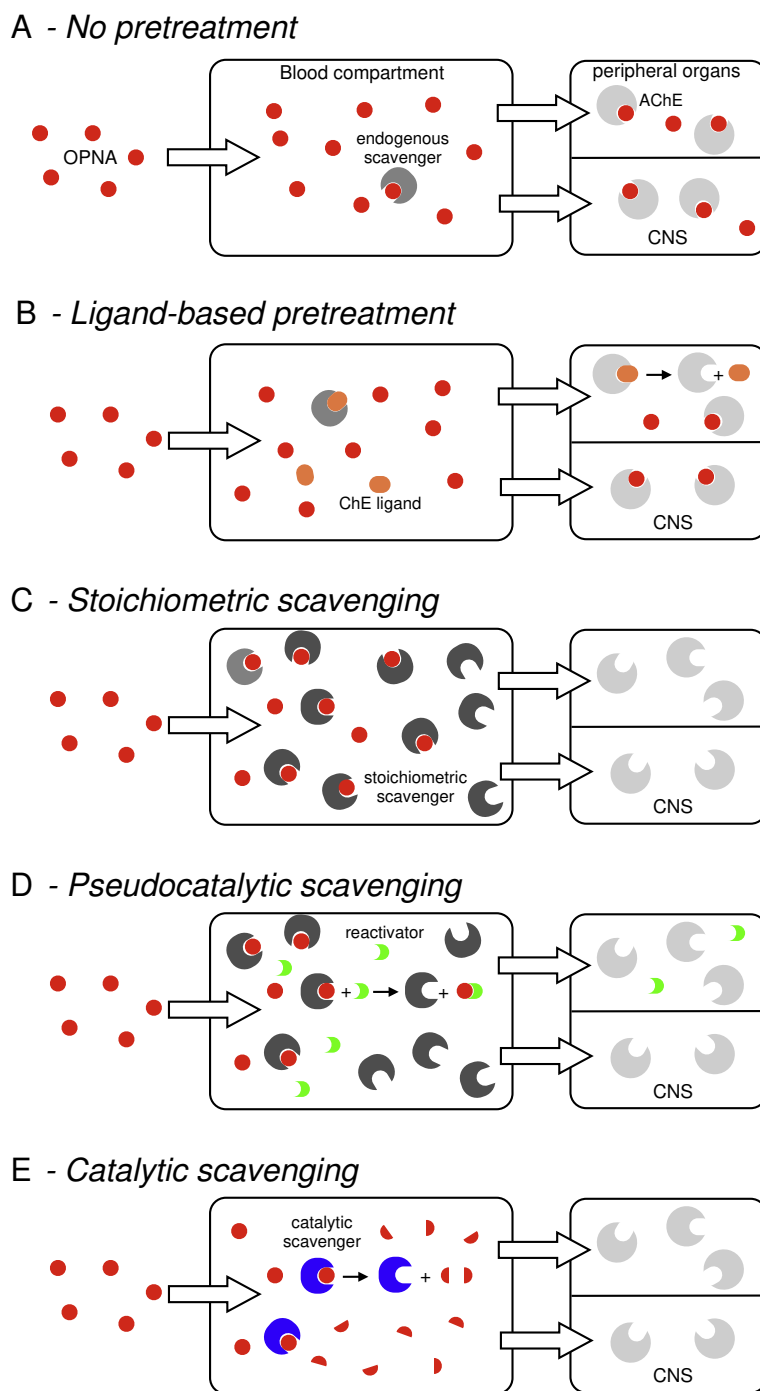 A - No pretreatment
Blood compartment
peripheral organs
AChE
OPNA
endogenous
scavenger
CNS
B - Ligand-based pretreatment
+
ChE ligand
CNS
C - Stoichiometric scavenging
stoichiometric
scavenger
CNS
D - Pseudocatalytic scavenging
reactivator
+ +
CNS
E - Catalytic scavenging
catalytic
scavenger
+
CNS